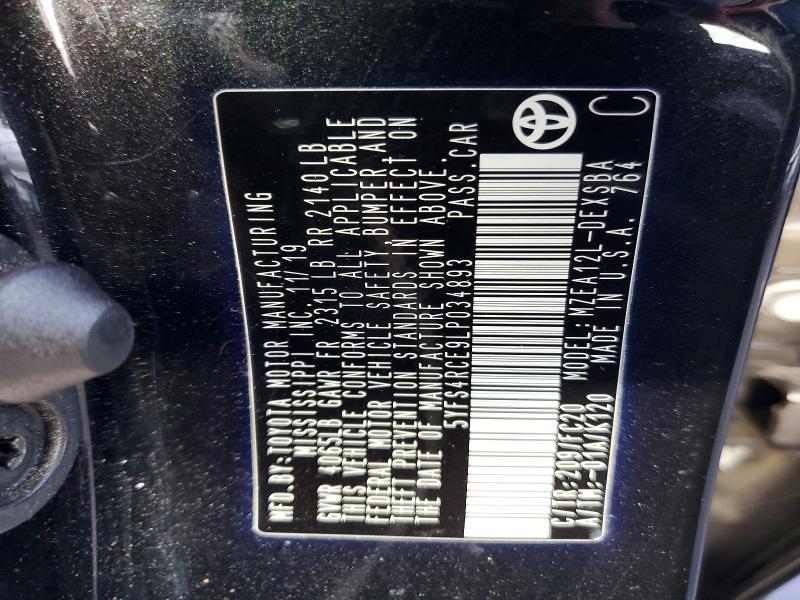 MFD.BY:TOYOTA MOTOR MANUFACTURING
MISSISSIPPI INC. 11/19
GVWR 4065LB GAWR FR 2315 LB RR 2140LB
THIS VEHICLE CONFORMS TO ALL APPLICABLE
FEDERAL MOTOR VEHICLE SAFETY, BUMPER, AND
THEFT PREVENTION STANDARDS IN EFFECT ON
THE DATE OF MANUFACTURE SHOWN ABOVE.
5YFS4RCE9LP034893 PASS.CAR
C/TR:209/FC20 MODEL:MZEA12L-DEXSBA
A/TM:-01A/K120 MADE IN U.S.A. 764
C